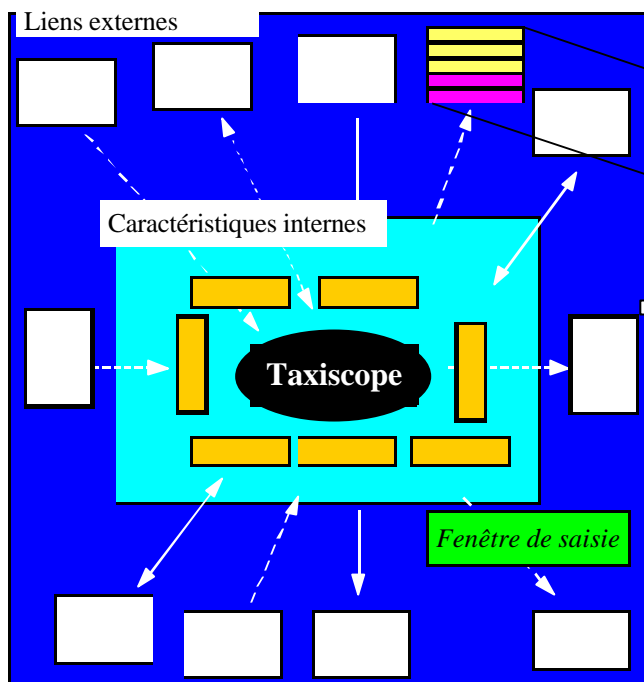 Liens externes
Caractéristiques internes
Taxiscope
Fenêtre de saisie